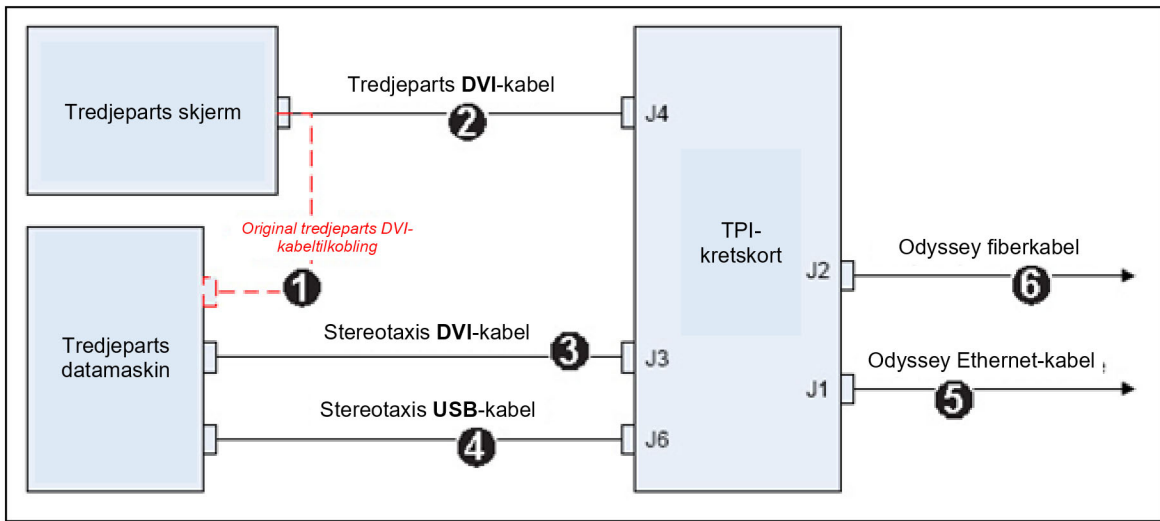 Tredjeparts skjerm
Tredjeparts DVI-kabel
2
J4
Original tredjeparts DVI-
kabeltilkobling
1
TPI-
kretskort
J2
Odyssey fiberkabel
6
Tredjeparts
datamaskin
Stereotaxis DVI-kabel
3
J3
Odyssey Ethernet-kabel
J1
5
Stereotaxis USB-kabel
4
J6